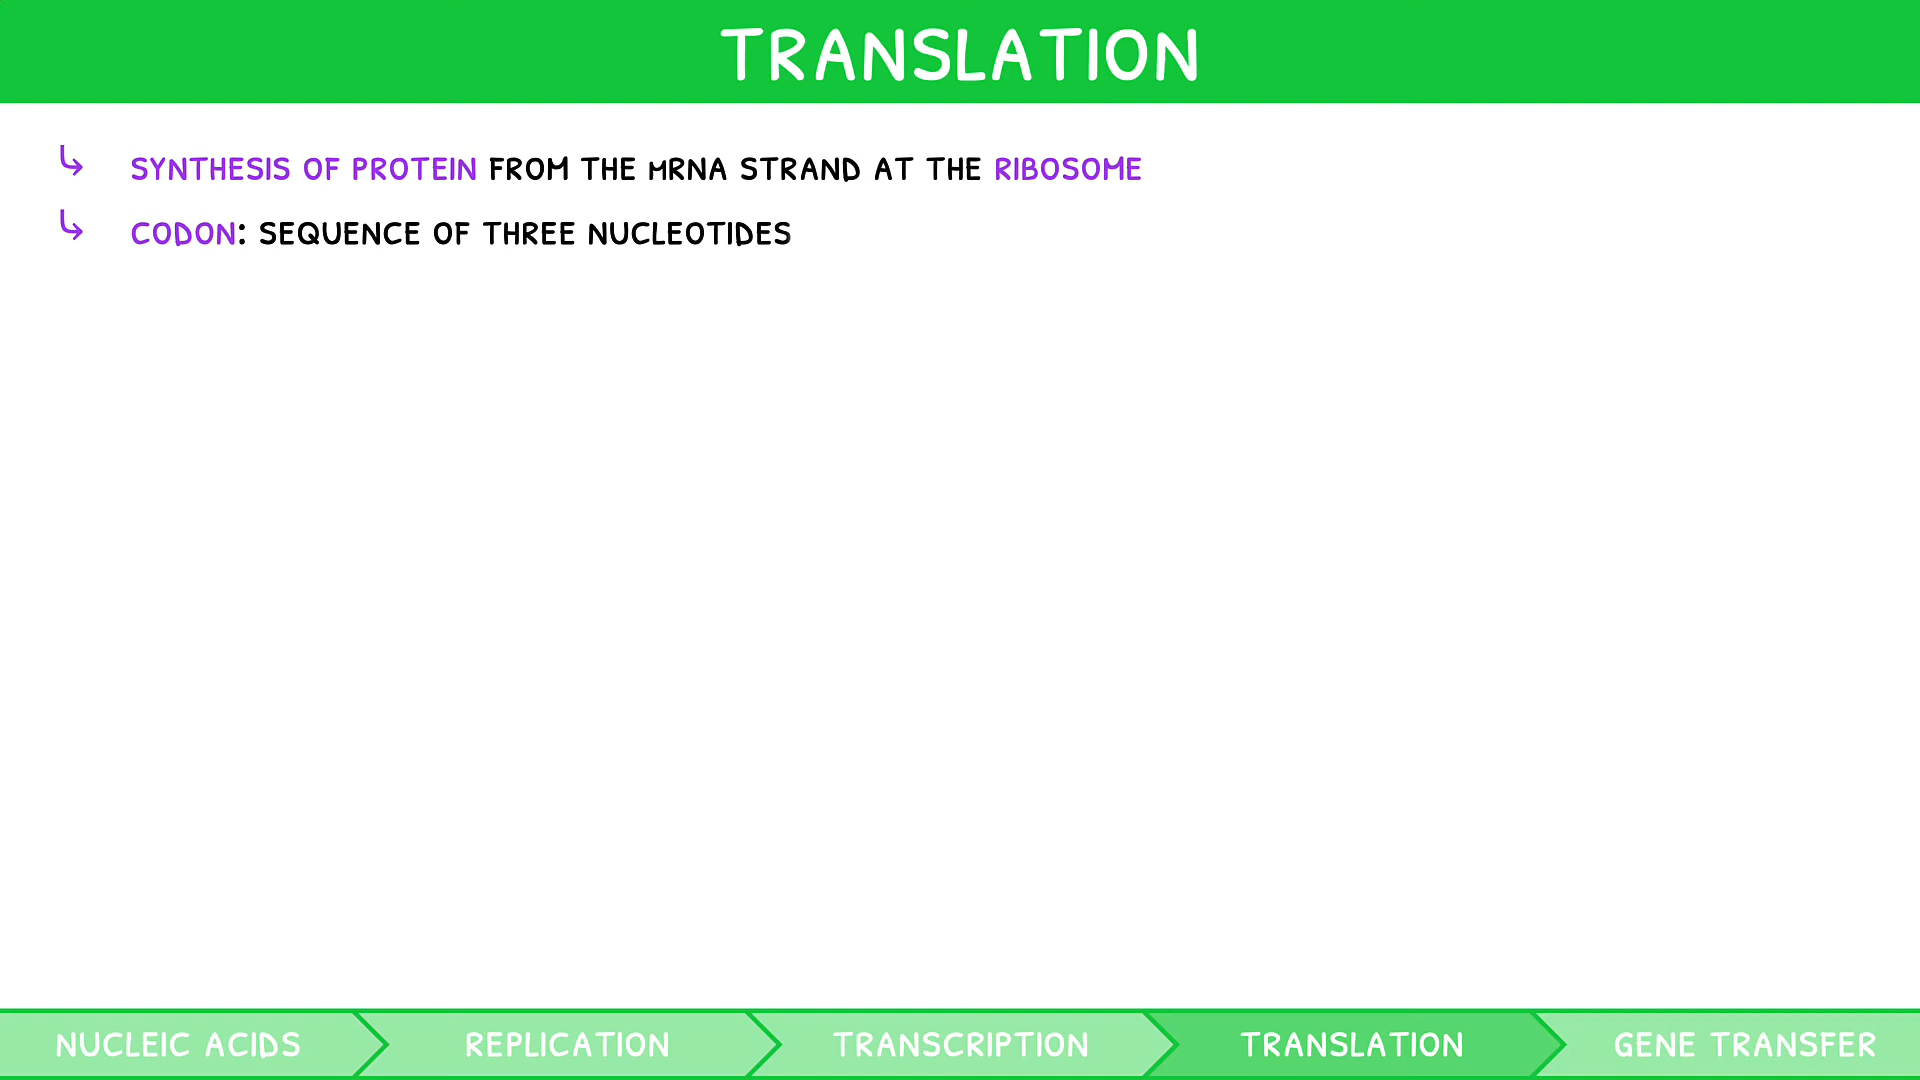 TRANSLATION
↳ SYNTHESIS OF PROTEIN FROM THE mRNA STRAND AT THE RIBOSOME
↳ CODON: SEQUENCE OF THREE NUCLEOTIDES
NUCLEIC ACIDS
REPLICATION
TRANSCRIPTION
TRANSLATION
GENE TRANSFER